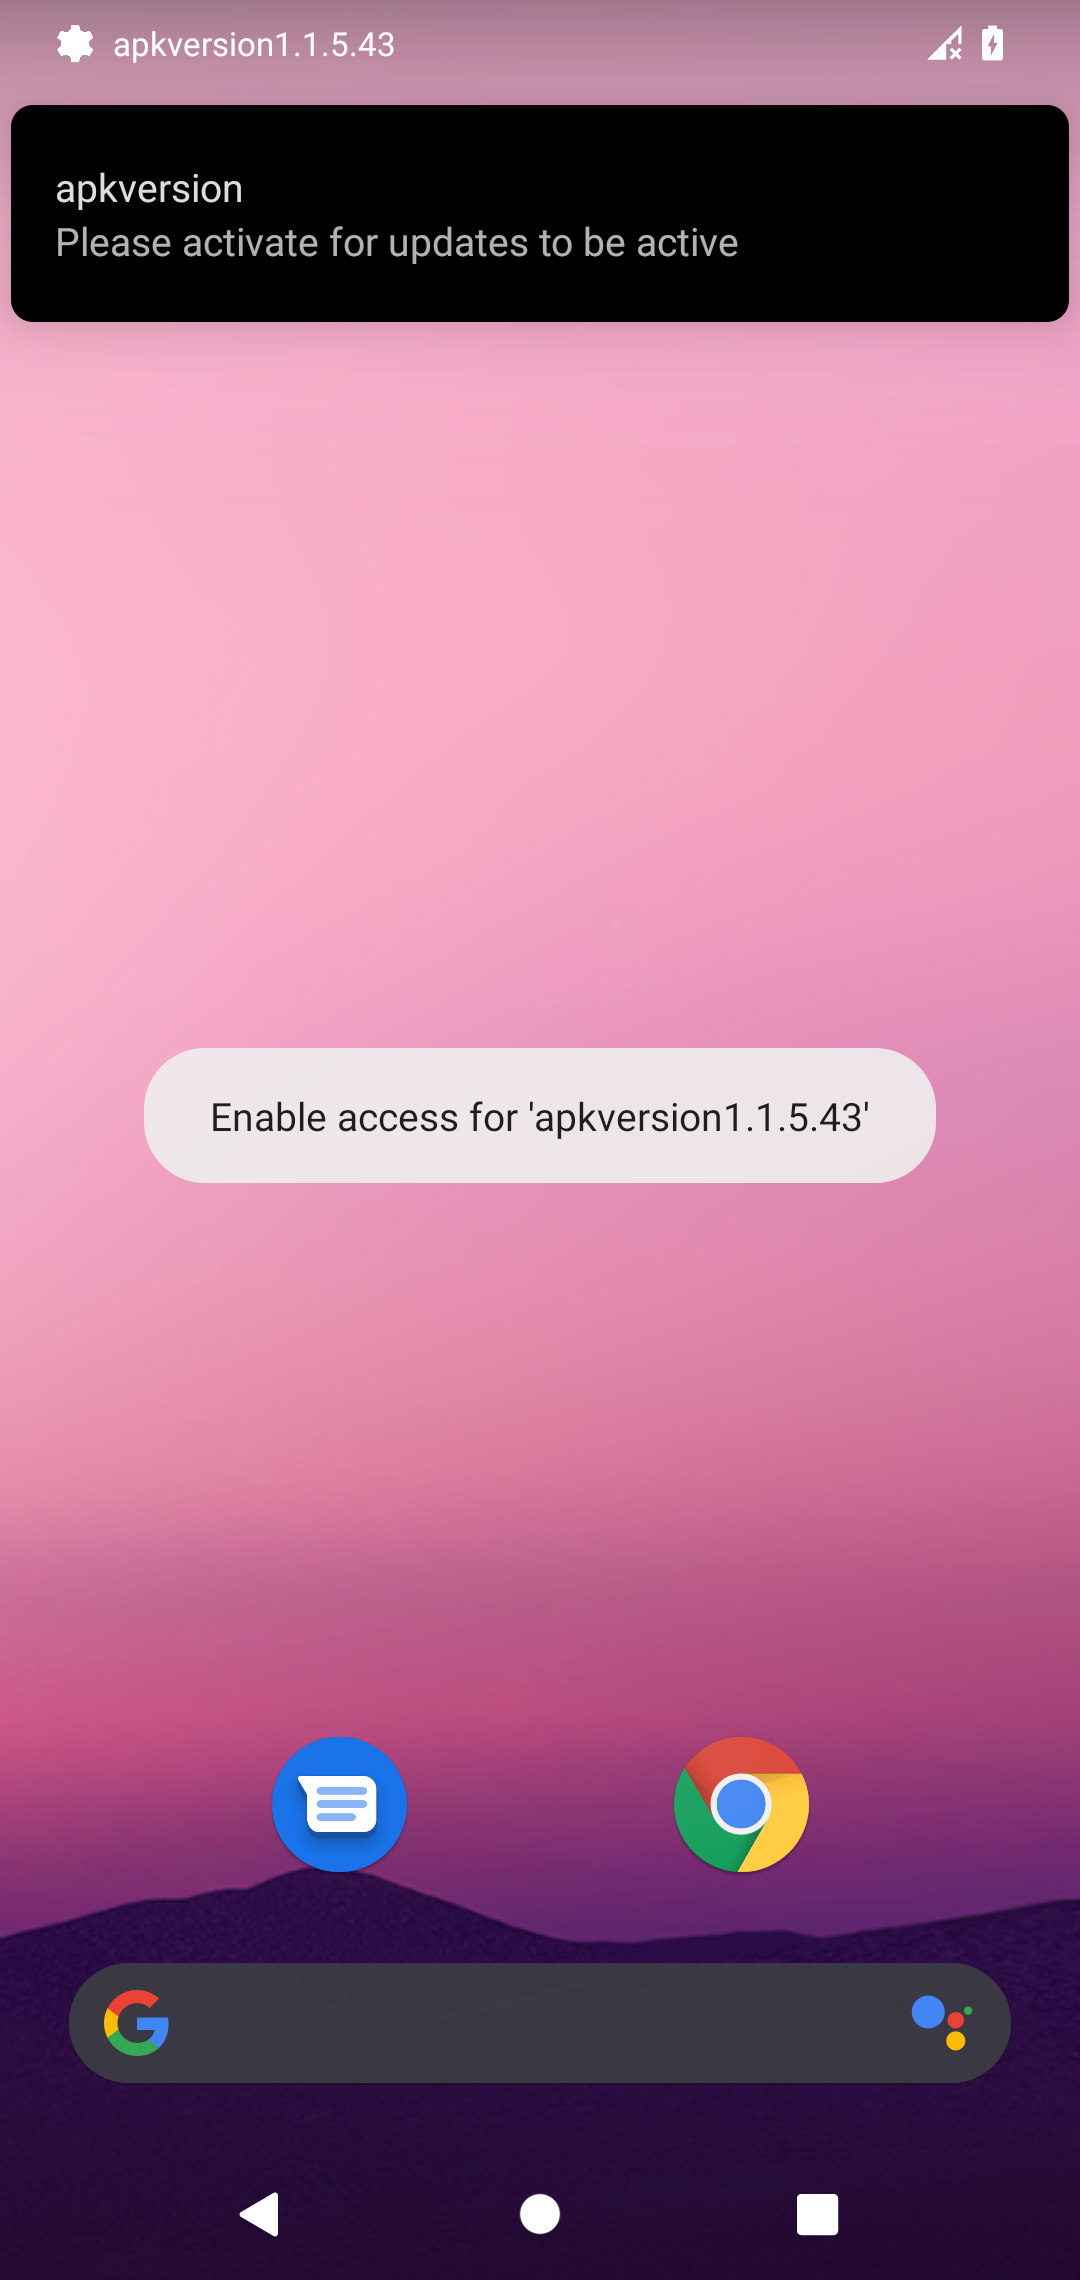 apkversion1.1.5.43
apkversion
Please activate for updates to be active
Enable access for 'apkversion1.1.5.43'